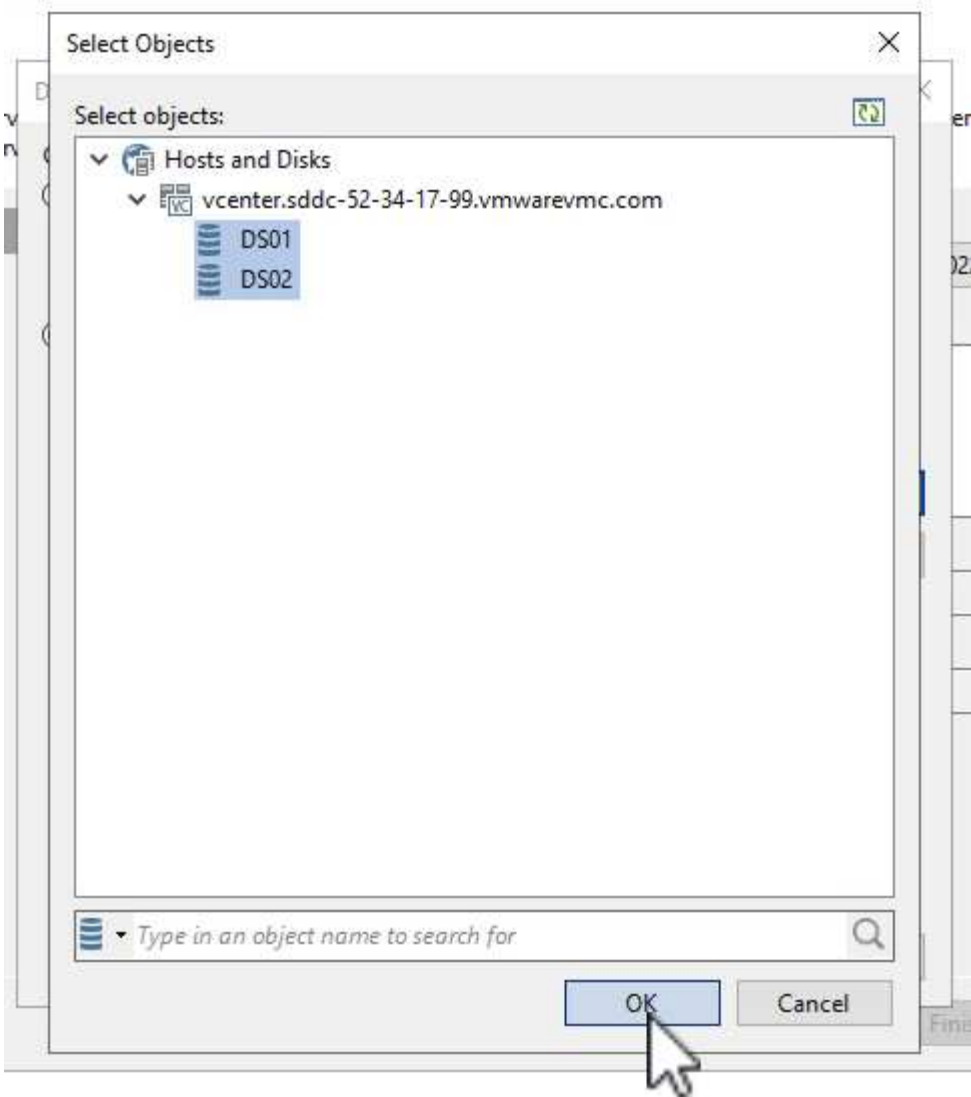 Select Objects
Select objects:
Hosts and Disks
vcenter.sddc-52-34-17-99.vmwarevmc.com
DS01
DS02
Type in an object name to search for
OK
Cancel